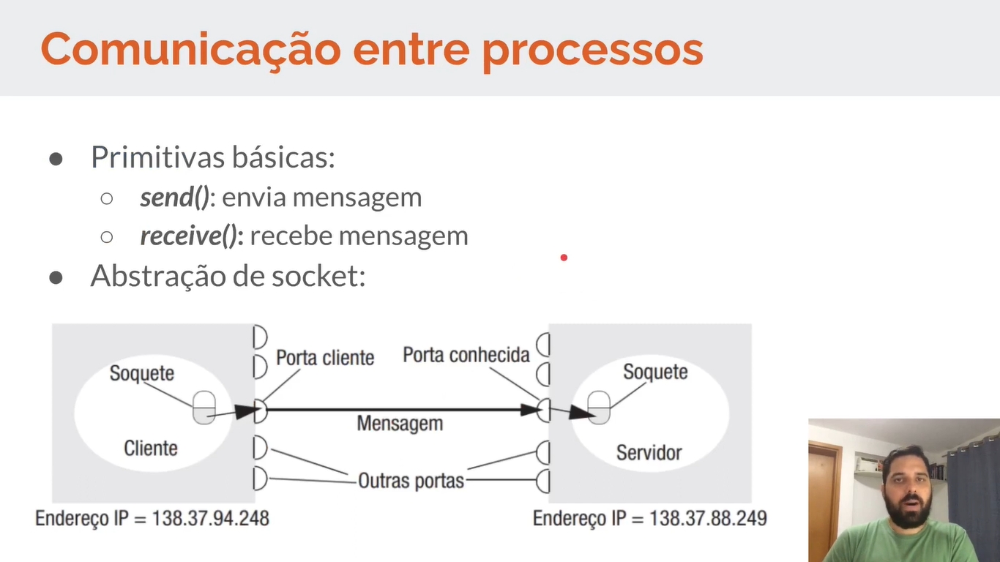 Comunicação entre processos
● Primitivas básicas:
○ send(): envia mensagem
○ receive(): recebe mensagem
● Abstração de socket:
Porta cliente
Porta conhecida
Soquete
Soquete
Mensagem
Cliente
Servidor
Outras portas
Endereço IP = 138.37.94.248
Endereço IP = 138.37.88.249